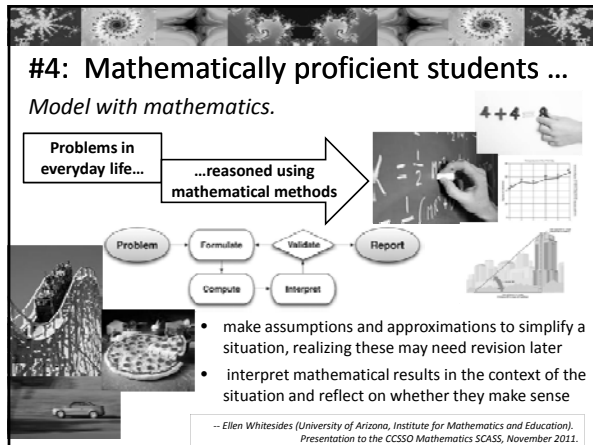 #4: Mathematically proficient students …
Model with mathematics.
Problems in
everyday life…
…reasoned using
mathematical methods
4+4=8
Problem
Formulate
Validate
Report
Compute
Interpret
• make assumptions and approximations to simplify a
situation, realizing these may need revision later
• interpret mathematical results in the context of the
situation and reflect on whether they make sense
-- Ellen Whitesides (University of Arizona, Institute for Mathematics and Education).
Presentation to the CCSSO Mathematics SCASS, November 2011.